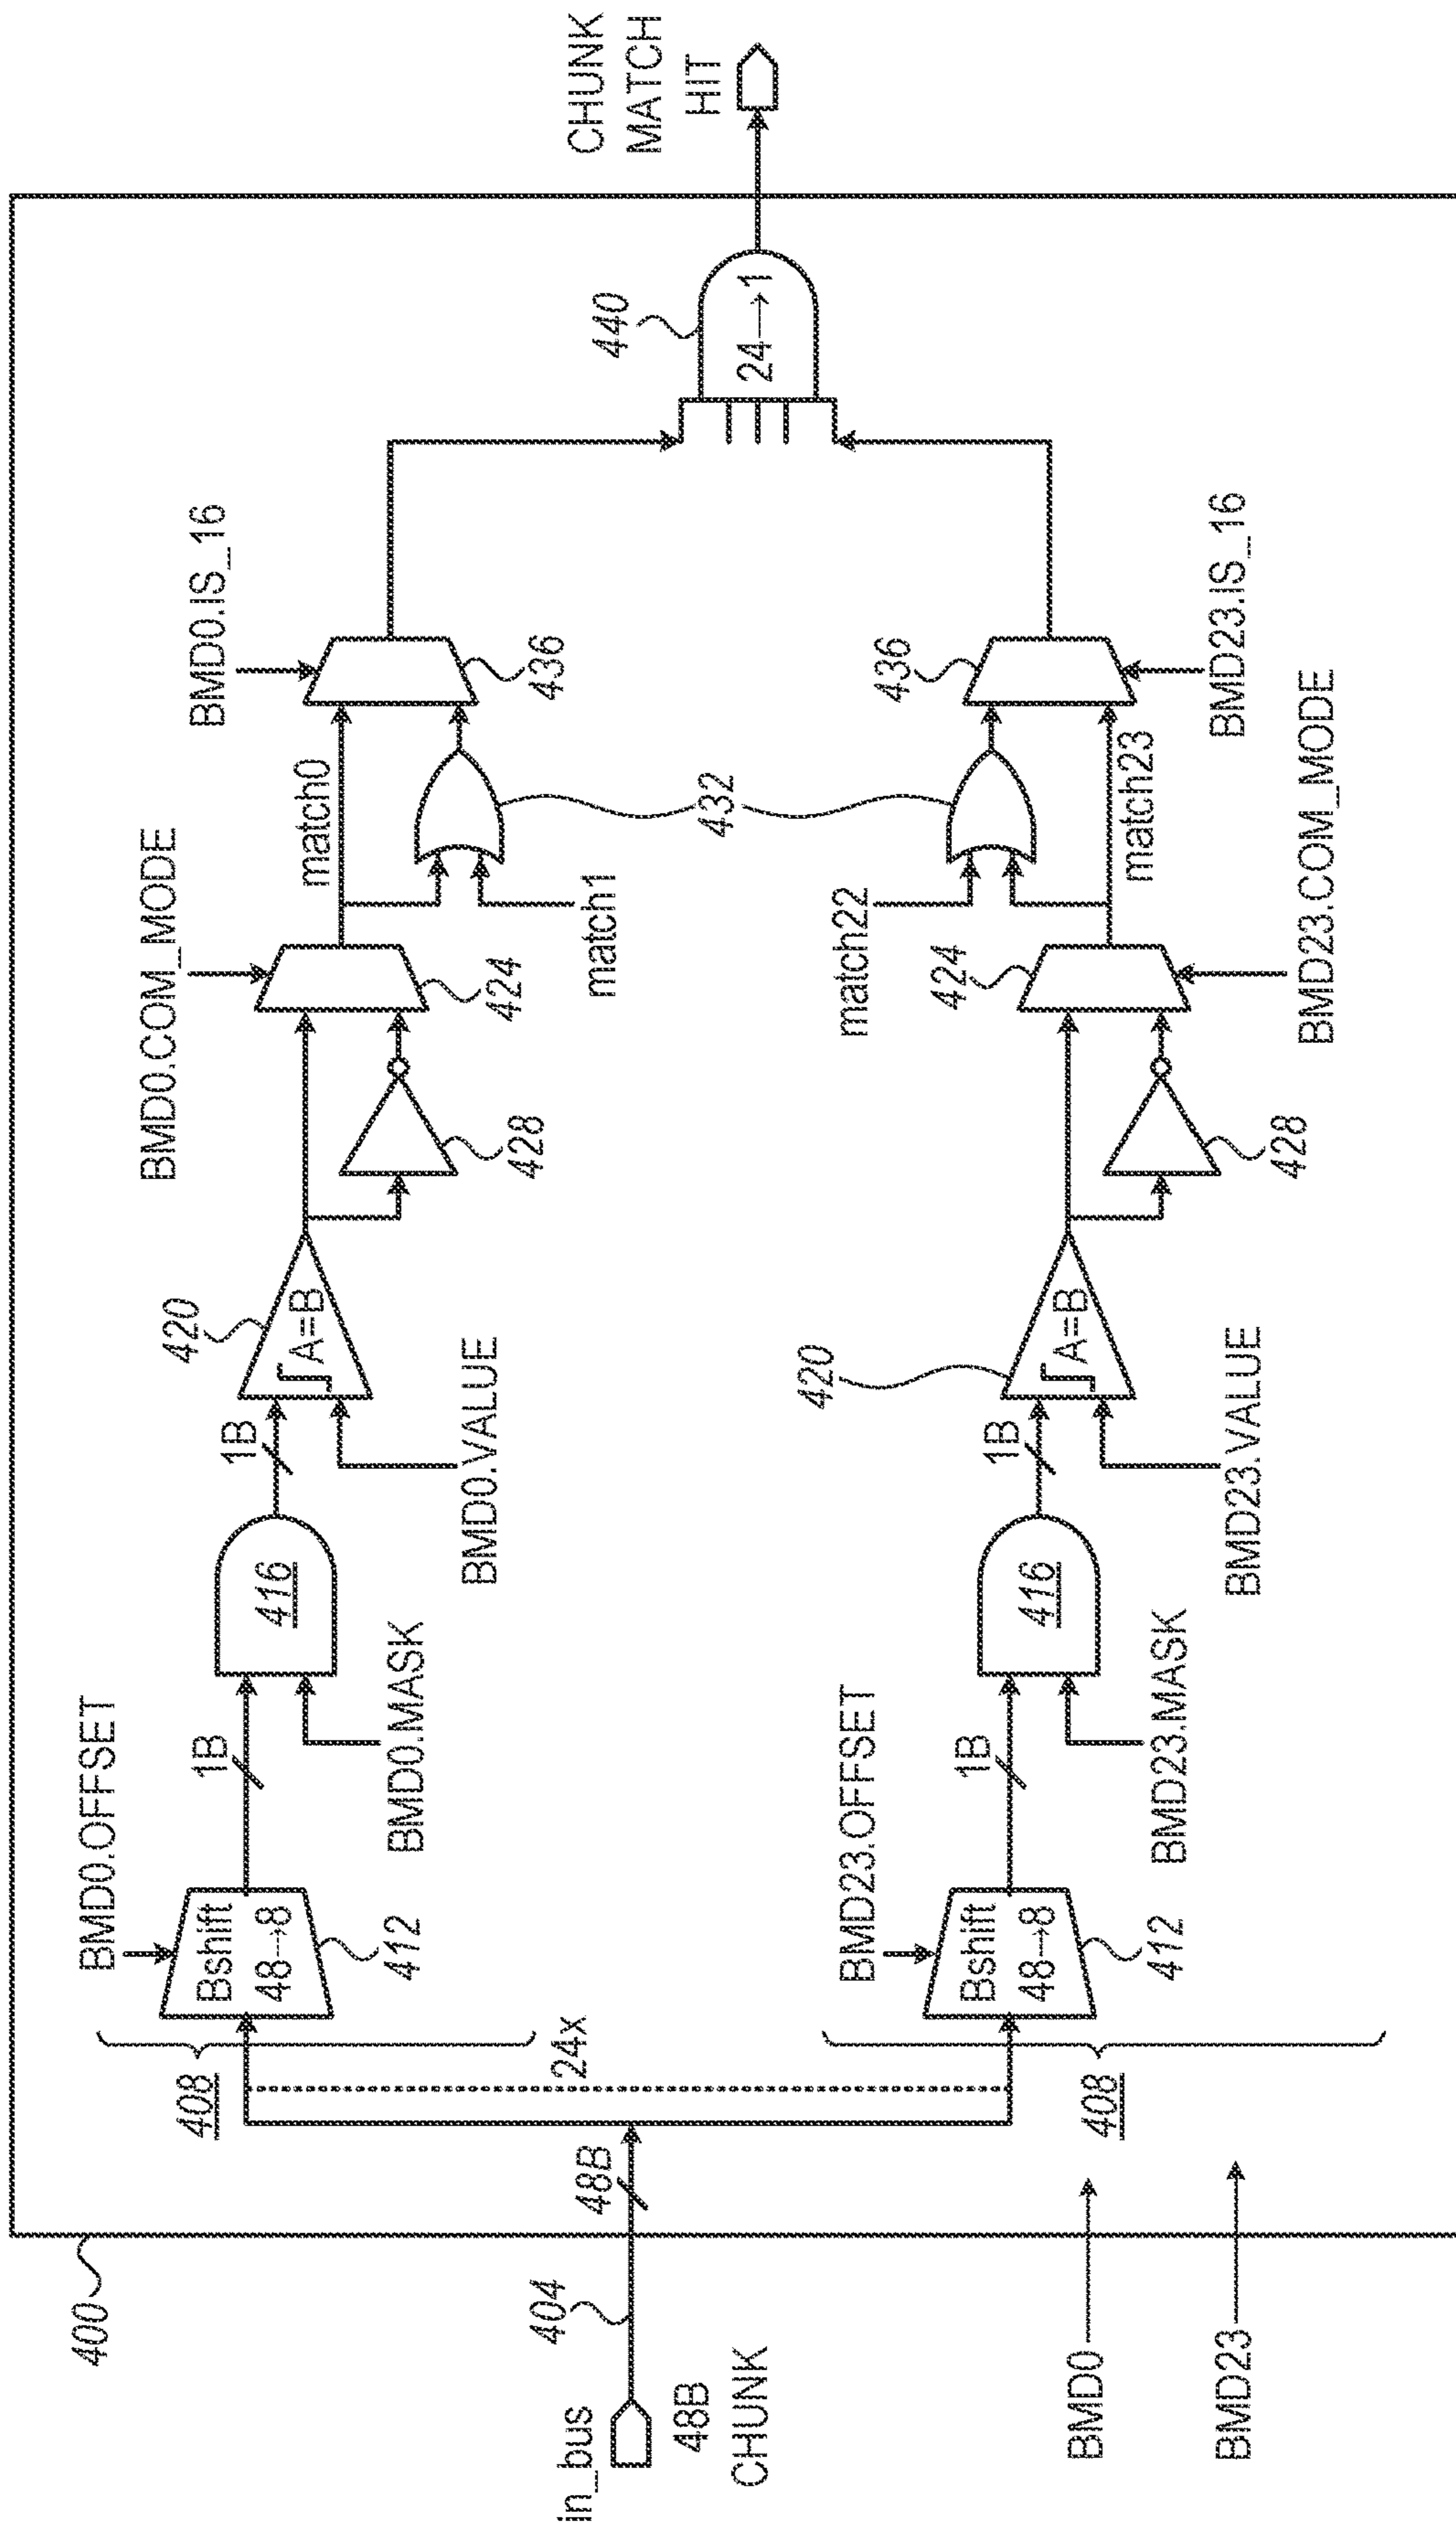 400
in_bus
404
48B
CHUNK
48B
BMD0
BMD23
24x
408
BMD0.OFFSET
Bshift
48→8
412
1B
BMD0.MASK
416
1B
BMD0.VALUE
420
∫A=B
428
BMD0.COM_MODE
424
match0
match1
432
BMD0.IS_16
436
408
BMD23.OFFSET
Bshift
48→8
412
1B
BMD23.MASK
416
1B
BMD23.VALUE
420
∫A=B
428
BMD23.COM_MODE
424
match22
match23
436
BMD23.IS_16
440
24→1
CHUNK
MATCH
HIT